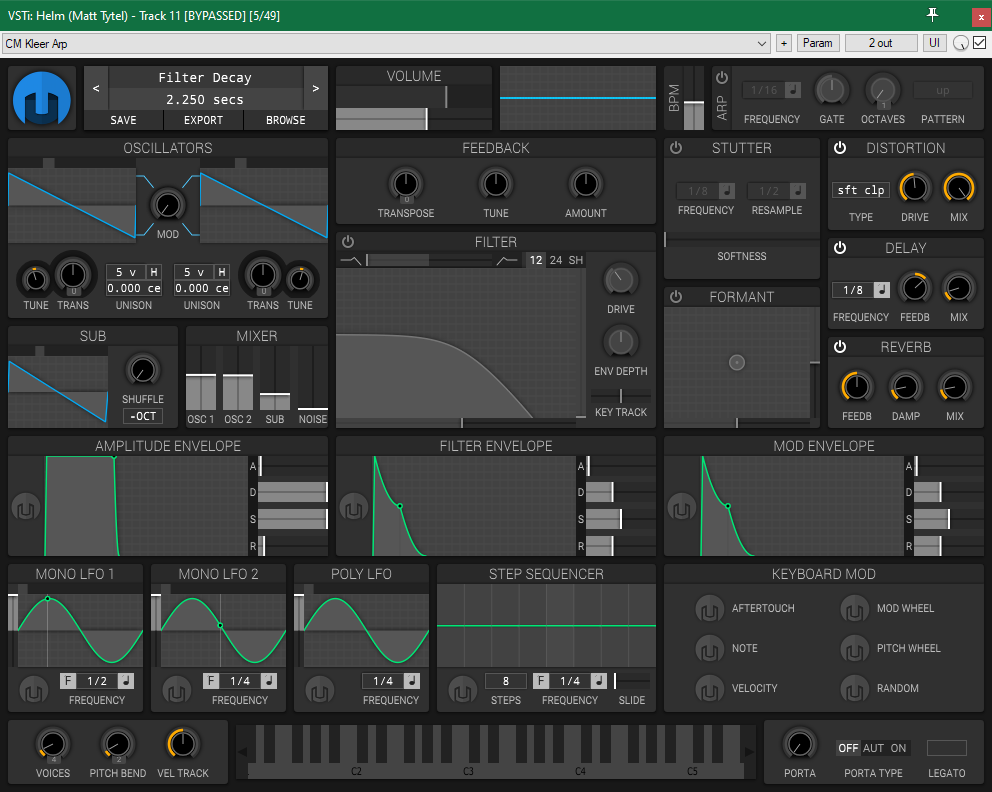 VSTi: Helm (Matt Tytel) - Track 11 [BYPASSED] [5/49]
x
CM Kleer Arp
+
Param
2 out
UI
< Filter Decay >
2.250 secs
SAVE EXPORT BROWSE
VOLUME
BPM
ARP
1/16
up
FREQUENCY GATE OCTAVES PATTERN
1
OSCILLATORS
MOD
0
0
5 v H
0.000 ce
5 v H
0.000 ce
TUNE TRANS UNISON UNISON TRANS TUNE
FEEDBACK
0
TRANSPOSE TUNE AMOUNT
STUTTER
1/8
1/2
FREQUENCY RESAMPLE
SOFTNESS
DISTORTION
sft clp
TYPE DRIVE MIX
FILTER
12 24 SH
DRIVE
ENV DEPTH
KEY TRACK
DELAY
1/8
FREQUENCY FEEDB MIX
FORMANT
REVERB
FEEDB DAMP MIX
SUB
SHUFFLE
-OCT
MIXER
OSC 1 OSC 2 SUB NOISE
AMPLITUDE ENVELOPE
A
D
S
R
FILTER ENVELOPE
A
D
S
R
MOD ENVELOPE
A
D
S
R
MONO LFO 1
F 1/2
FREQUENCY
MONO LFO 2
F 1/4
FREQUENCY
POLY LFO
1/4
FREQUENCY
STEP SEQUENCER
8
F 1/4
STEPS FREQUENCY SLIDE
KEYBOARD MOD
AFTERTOUCH MOD WHEEL
NOTE PITCH WHEEL
VELOCITY RANDOM
4
2
VOICES PITCH BEND VEL TRACK
C2 C3 C4 C5
OFF AUT ON
PORTA PORTA TYPE LEGATO